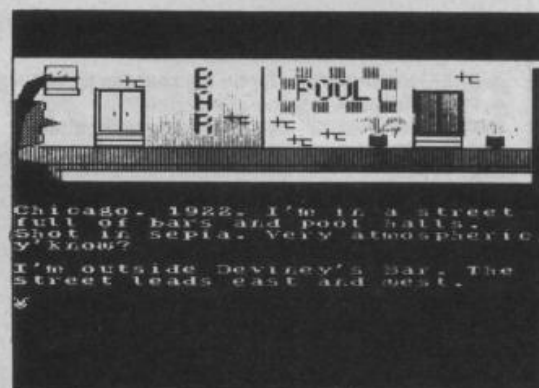 BAR
POOL
Chicago. 1922. I'm in a street
full of bars and pool halls.
Shot in sepia. Very atmospheric
y'know?
I'm outside Deviney's Bar. The
street leads east and west.